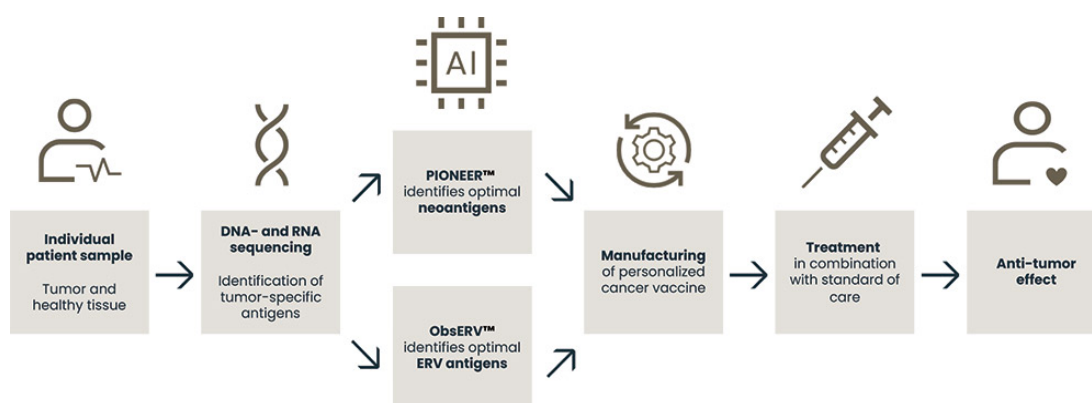 AI
Individual
patient sample
Tumor and
healthy tissue
DNA- and RNA
sequencing
Identification of
tumor-specific
antigens
PIONEER™
identifies optimal
neoantigens
ObsERV™
identifies optimal
ERV antigens
Manufacturing
of personalized
cancer vaccine
Treatment
in combination
with standard of
care
Anti-tumor
effect